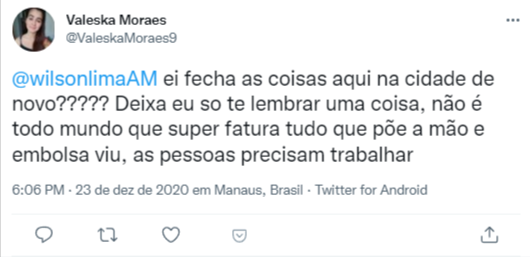 Valeska Moraes
@ValeskaMoraes9
@wilsonlimaAM ei fecha as coisas aqui na cidade de
novo????? Deixa eu so te lembrar uma coisa, não é
todo mundo que super fatura tudo que põe a mão e
embolsa viu, as pessoas precisam trabalhar
6:06 PM · 23 de dez de 2020 em Manaus, Brasil · Twitter for Android